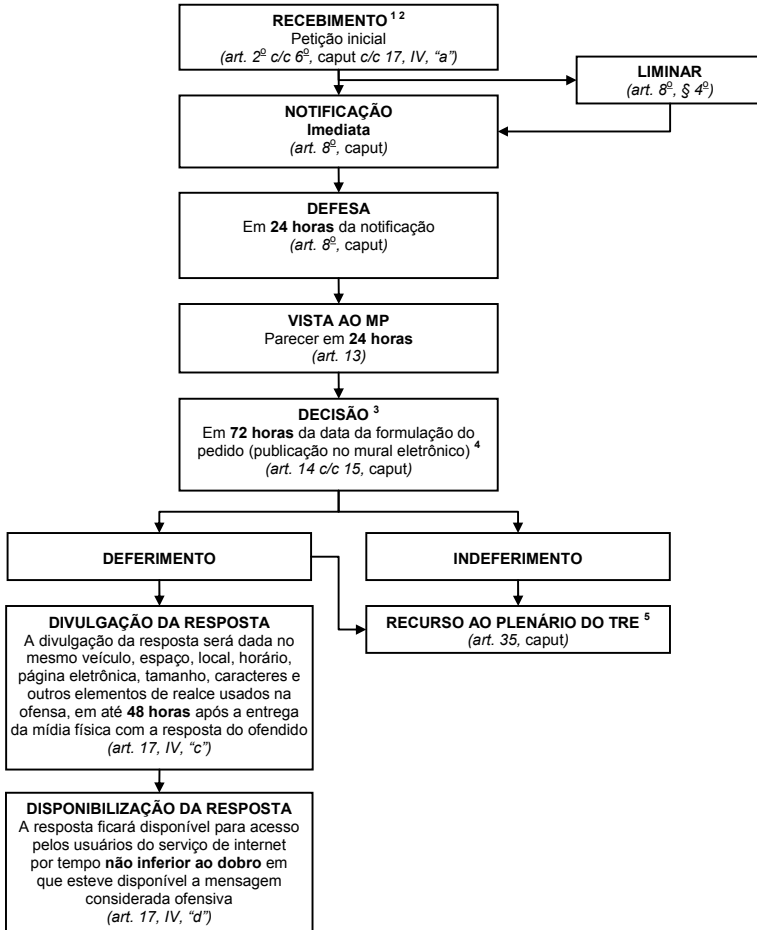 RECEBIMENTO ¹ ²
Petição inicial
(art. 2º c/c 6º, caput c/c 17, IV, “a”)
LIMINAR
(art. 8º, § 4º)
NOTIFICAÇÃO
Imediata
(art. 8º, caput)
DEFESA
Em 24 horas da notificação
(art. 8º, caput)
VISTA AO MP
Parecer em 24 horas
(art. 13)
DECISÃO ³
Em 72 horas da data da formulação do
pedido (publicação no mural eletrônico) ⁴
(art. 14 c/c 15, caput)
DEFERIMENTO
INDEFERIMENTO
DIVULGAÇÃO DA RESPOSTA
A divulgação da resposta será dada no
mesmo veículo, espaço, local, horário,
página eletrônica, tamanho, caracteres e
outros elementos de realce usados na
ofensa, em até 48 horas após a entrega
da mídia física com a resposta do ofendido
(art. 17, IV, “c”)
RECURSO AO PLENÁRIO DO TRE ⁵
(art. 35, caput)
DISPONIBILIZAÇÃO DA RESPOSTA
A resposta ficará disponível para acesso
pelos usuários do serviço de internet
por tempo não inferior ao dobro em
que esteve disponível a mensagem
considerada ofensiva
(art. 17, IV, “d”)